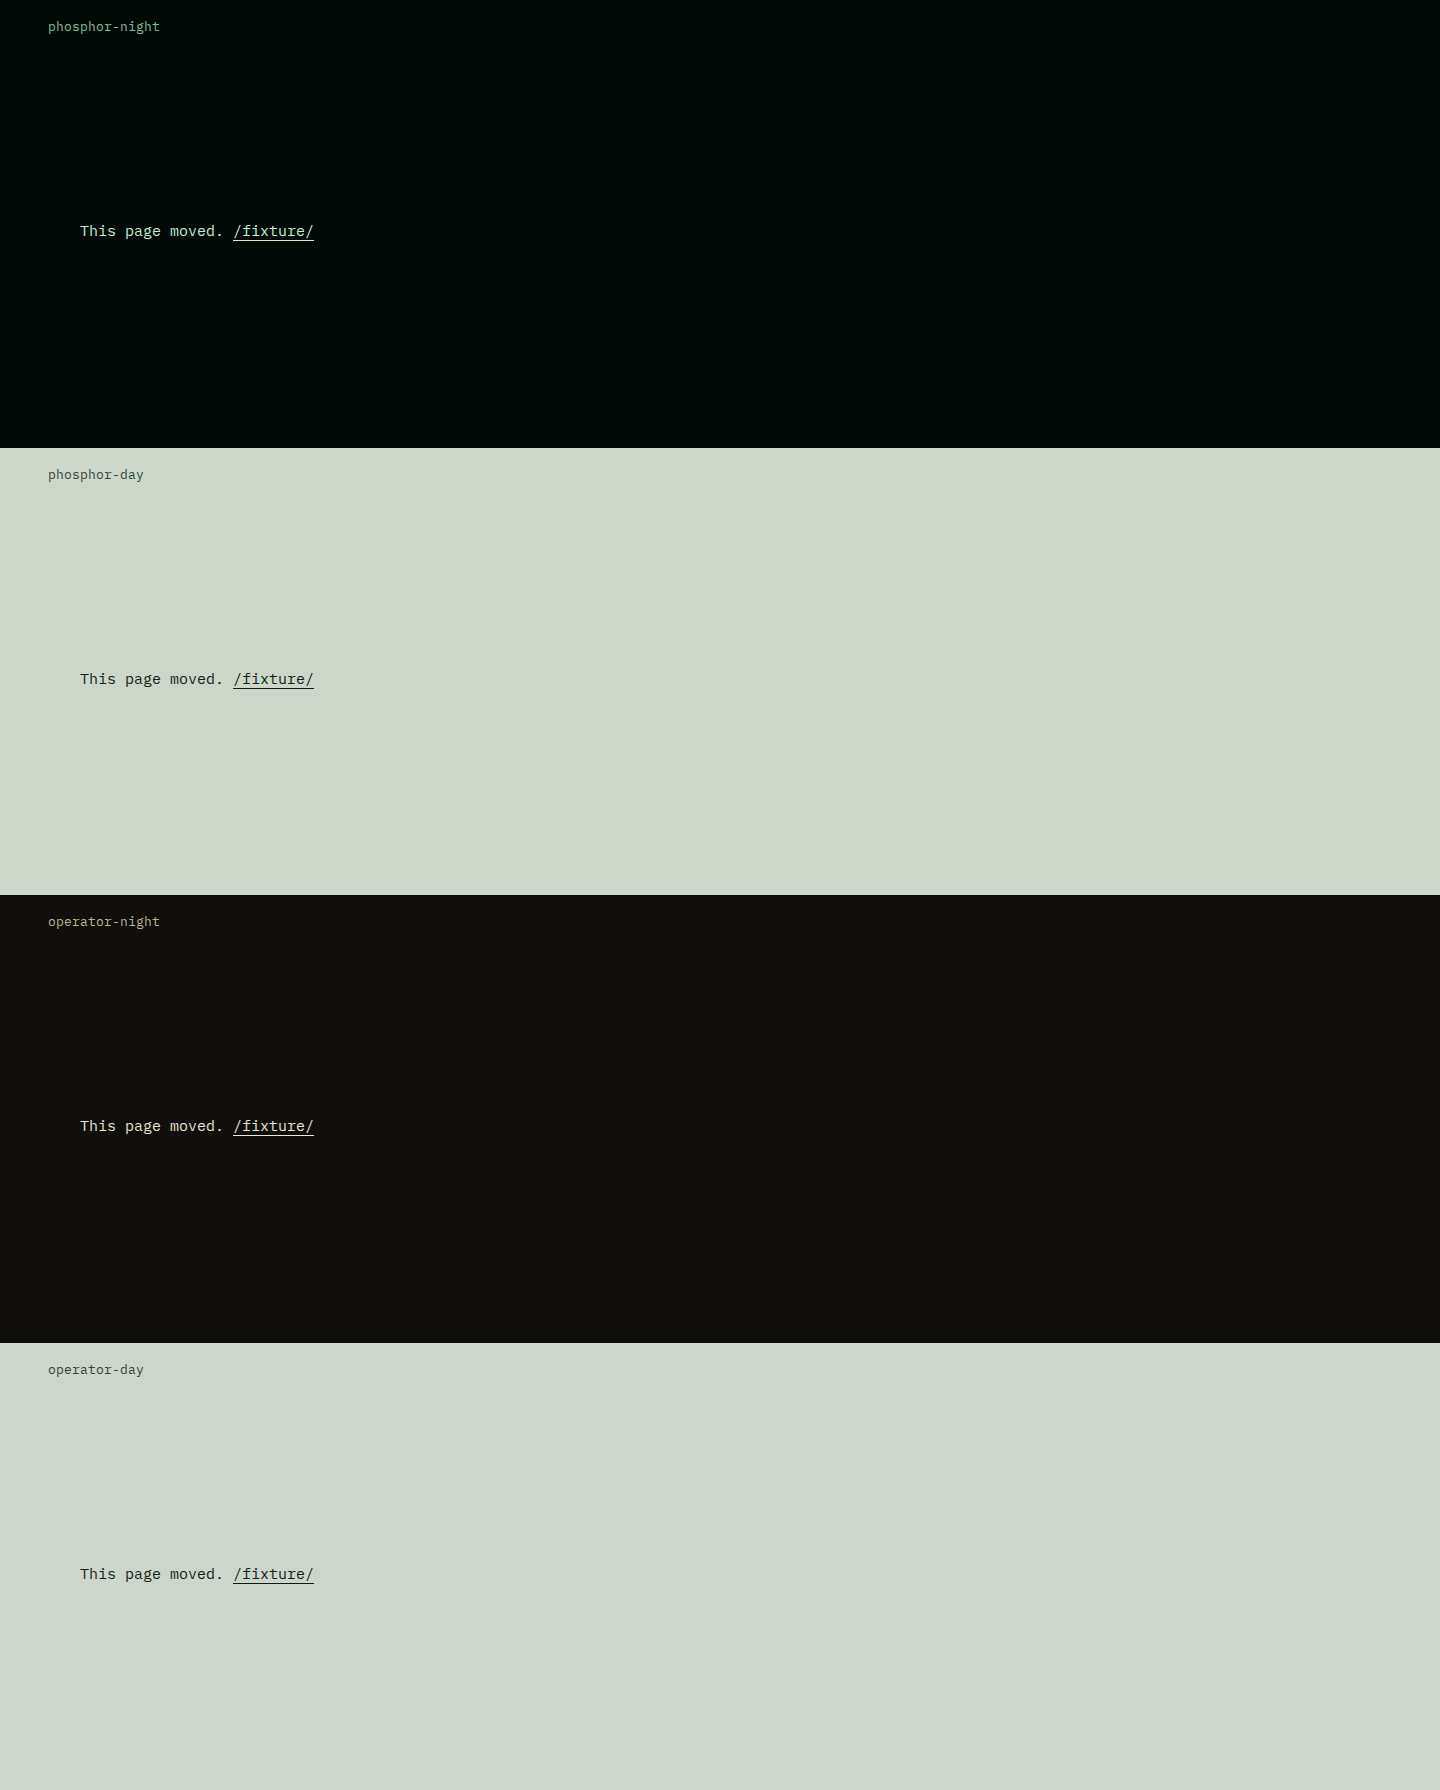 phosphor-night
This page moved. /fixture/
phosphor-day
This page moved. /fixture/
operator-night
This page moved. /fixture/
operator-day
This page moved. /fixture/